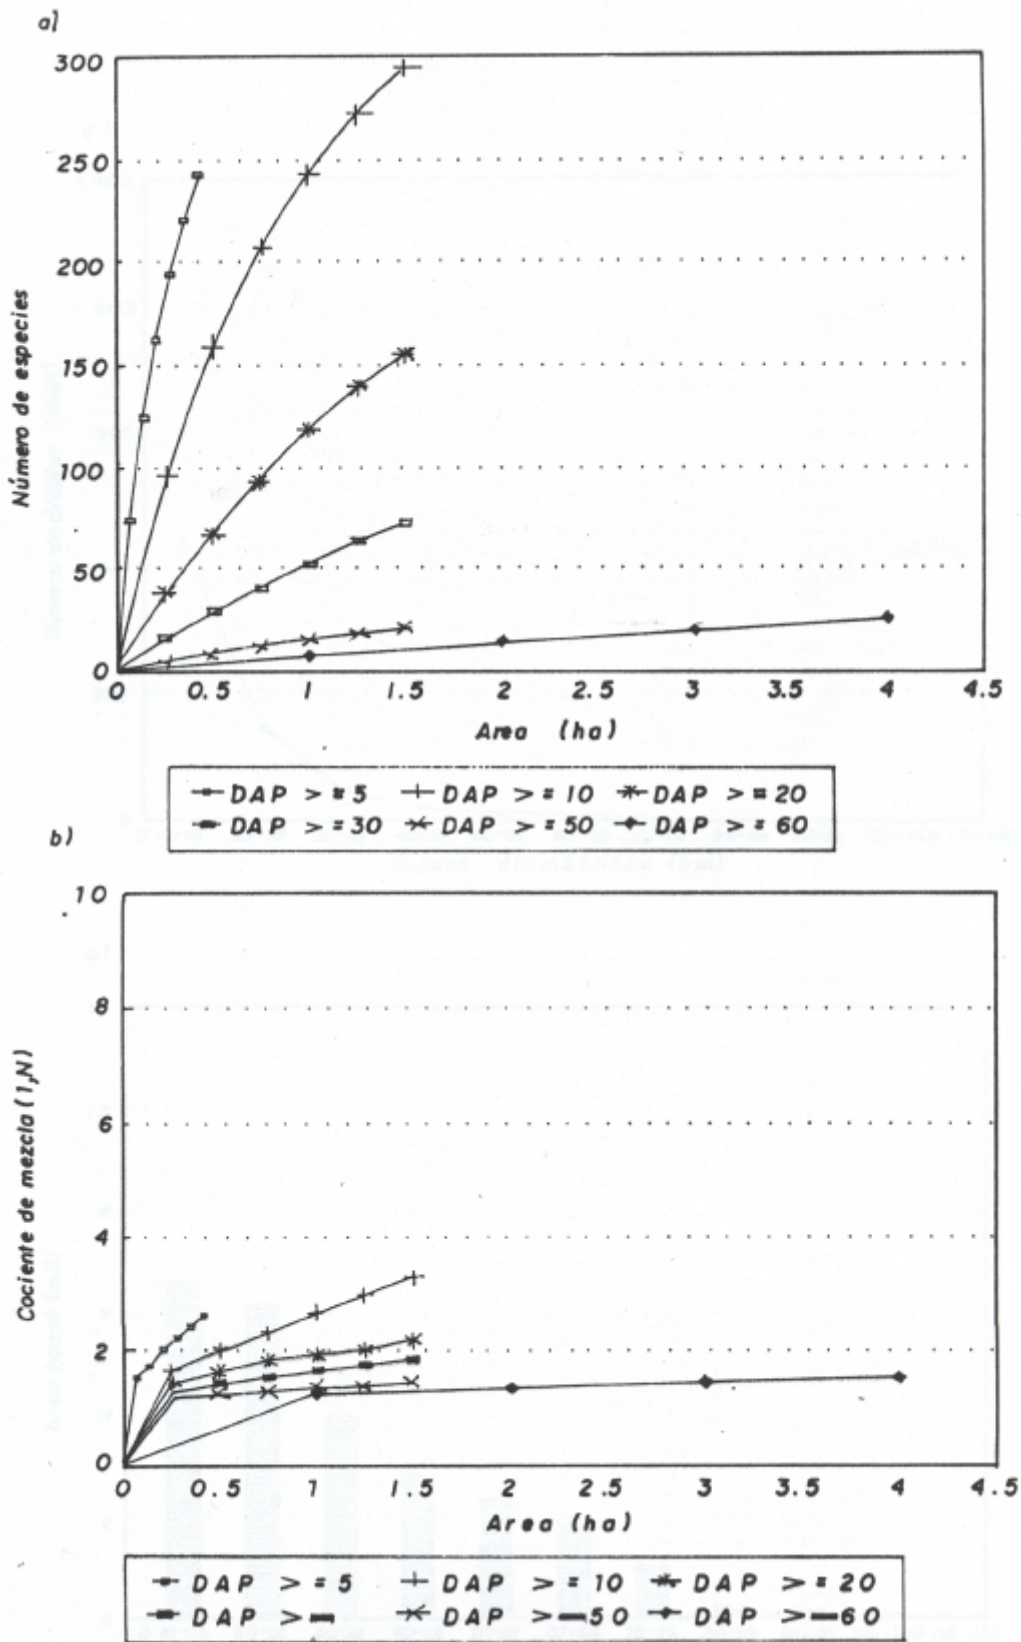 a)
300
250
200
150
100
50
0
Número de especies
0 0.5 1 1.5 2 2.5 3 3.5 4 4.5
Area (ha)
DAP >= 5 DAP >= 10 DAP >= 20
DAP >= 30 DAP >= 50 DAP >= 60
b)
10
8
6
4
2
0
Cociente de mezcla (1,N)
0 0.5 1 1.5 2 2.5 3 3.5 4 4.5
Area (ha)
DAP >= 5 DAP >= 10 DAP >= 20
DAP >= DAP >= 50 DAP >= 60